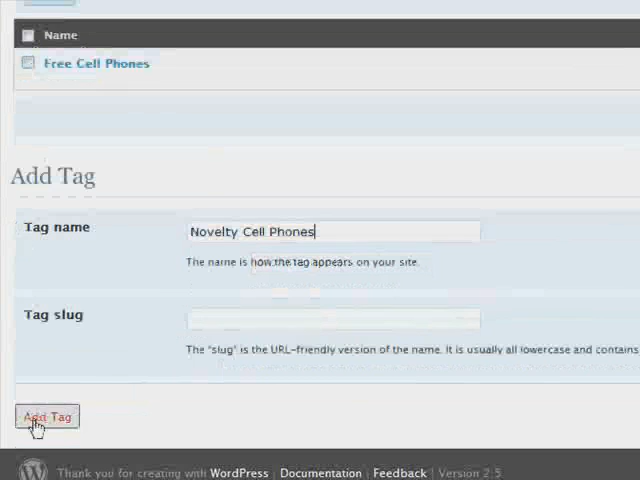 Name
Free Cell Phones
Add Tag
Tag name
Novelty Cell Phones
The name is how the tag appears on your site.
Tag slug
The "slug" is the URL-friendly version of the name. It is usually all lowercase and contains
Add Tag
Thank you for creating with WordPress | Documentation | Feedback | Version 2.5